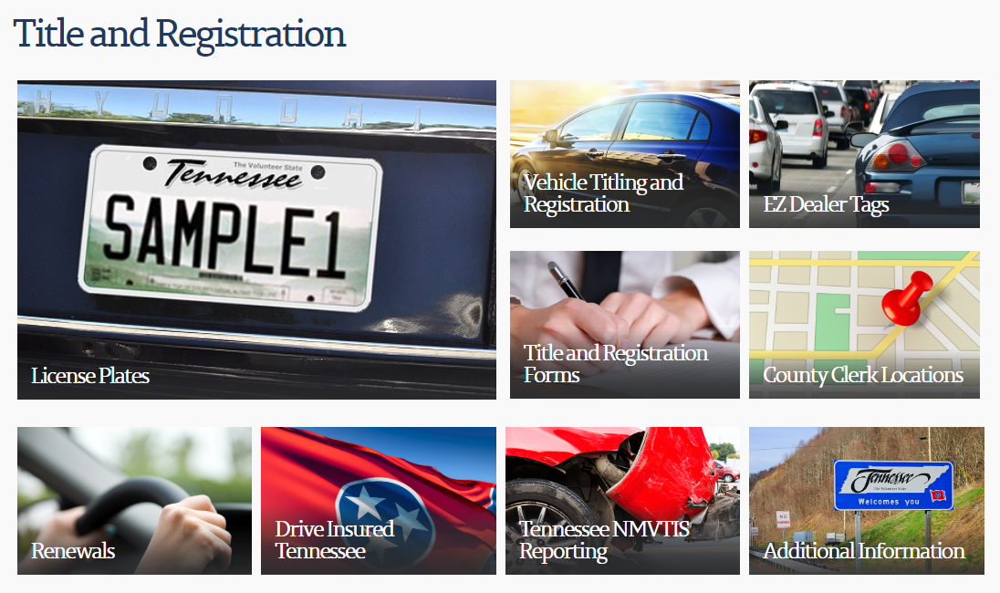 Title and Registration
HYUNDAI
The Volunteer State
Tennessee
SAMPLE1
License Plates
Vehicle Titling and
Registration
EZ Dealer Tags
Title and Registration
Forms
County Clerk Locations
Renewals
Drive Insured
Tennessee
Tennessee NMVTIS
Reporting
Tennessee
The Volunteer State
Welcomes you
NO
Additional Information